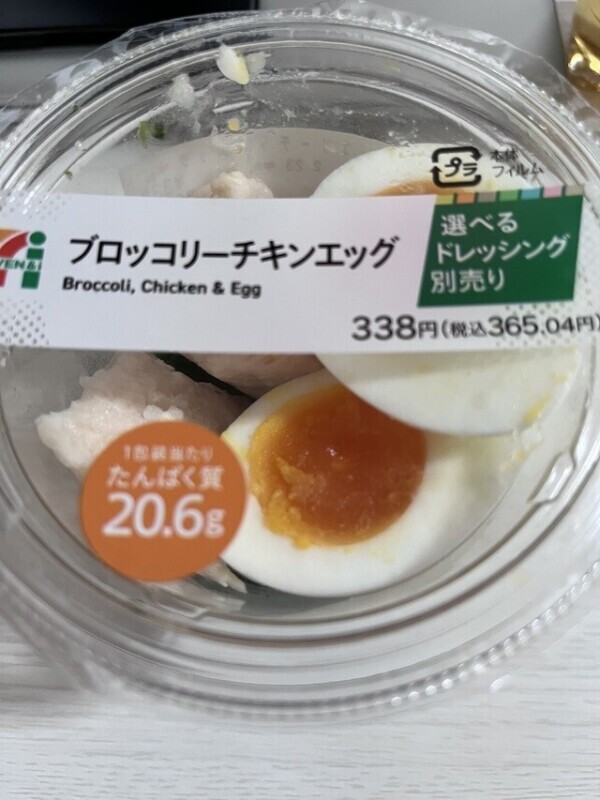 プラ
本体
フィルム
選べる
ドレッシング
別売り
ブロッコリーチキンエッグ
Broccoli, Chicken & Egg
338円(税込365.04円)
1包装当たり
たんぱく質
20.6g